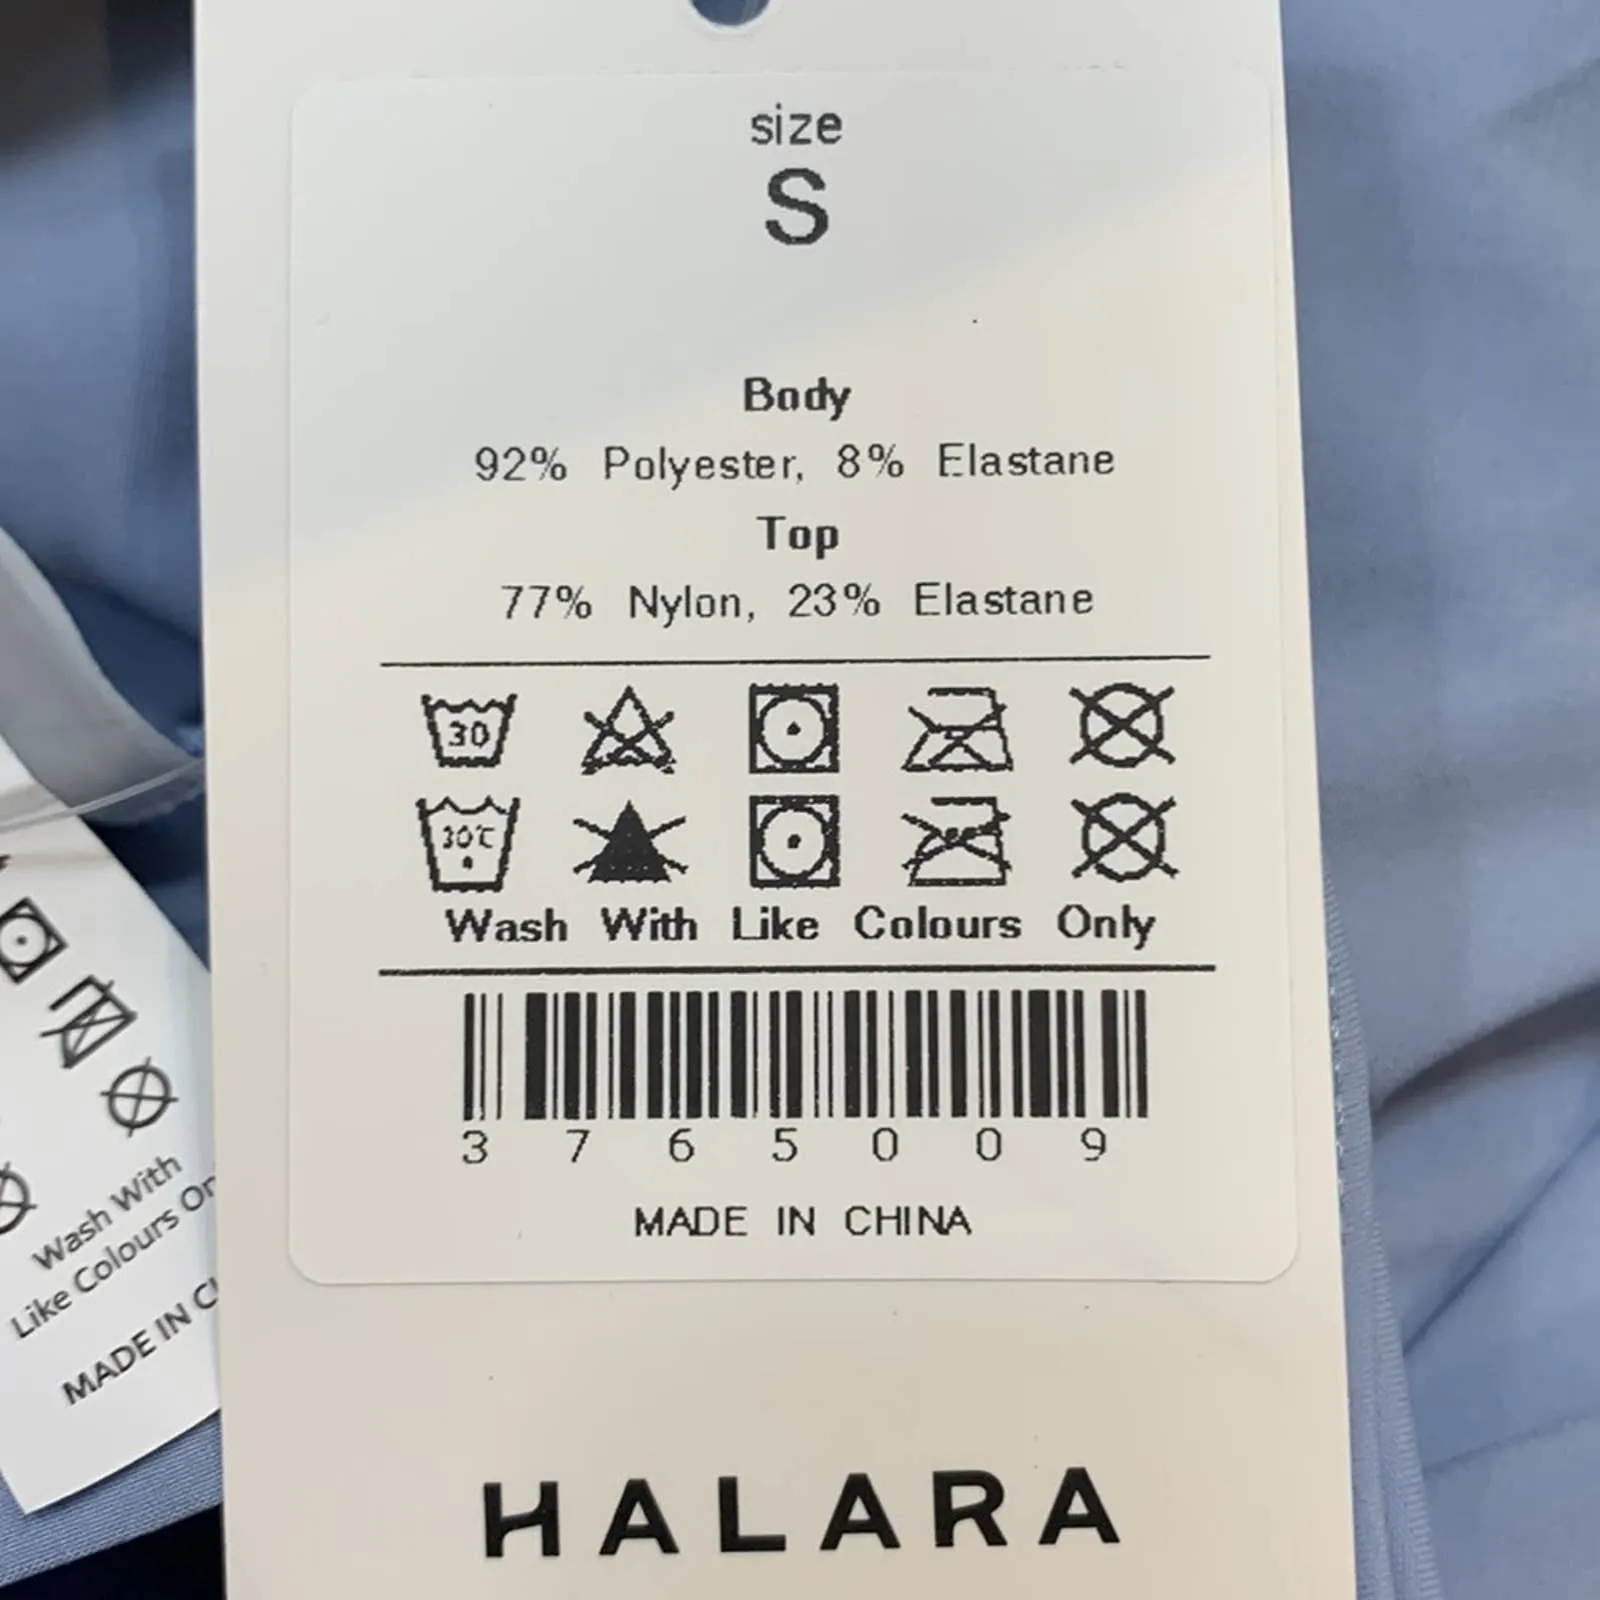 size
S
Body
92% Polyester, 8% Elastane
Top
77% Nylon, 23% Elastane
30
30℃
Wash With Like Colours Only
3 7 6 5 0 0 9
MADE IN CHINA
HALARA
Wash With
Like Colours On
MADE IN C